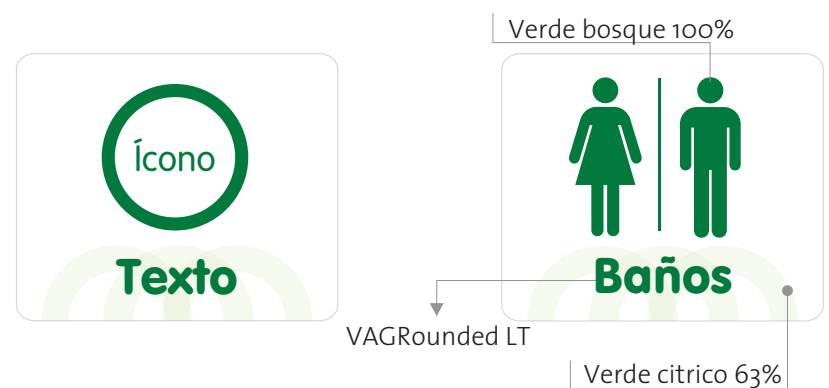 Verde bosque 100%
Ícono
Texto
Baños
VAGRounded LT
Verde citrico 63%